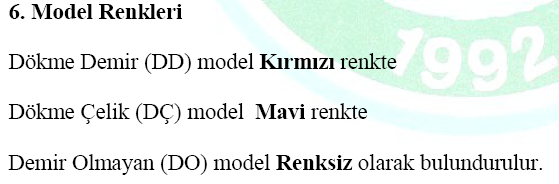 6. Model Renkleri
Dökme Demir (DD) model Kırmızı renkte
Dökme Çelik (DÇ) model Mavi renkte
Demir Olmayan (DO) model Renksiz olarak bulundurulur.
1992